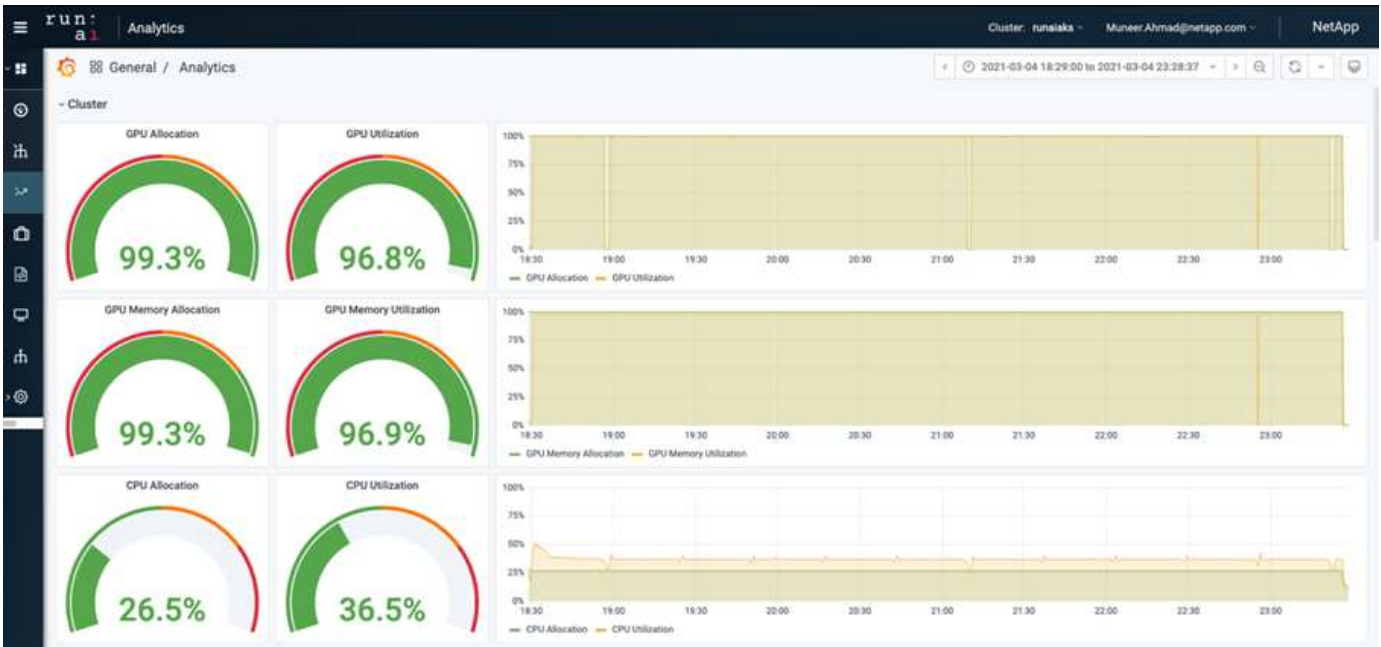 run:
ai
Analytics
Cluster: runaiaks
Muneer.Ahmad@netapp.com
NetApp
General / Analytics
2021-03-04 18:29:00 to 2021-03-04 23:28:37
Cluster
GPU Allocation
99.3%
GPU Utilization
96.8%
100%
75%
50%
25%
0%
18:30 19:00 19:30 20:00 20:30 21:00 21:30 22:00 22:30 23:00
GPU Allocation GPU Utilization
GPU Memory Allocation
99.3%
GPU Memory Utilization
96.9%
100%
75%
50%
25%
0%
18:30 19:00 19:30 20:00 20:30 21:00 21:30 22:00 22:30 23:00
GPU Memory Allocation GPU Memory Utilization
CPU Allocation
26.5%
CPU Utilization
36.5%
100%
75%
50%
25%
0%
18:30 19:00 19:30 20:00 20:30 21:00 21:30 22:00 22:30 23:00
CPU Allocation CPU Utilization